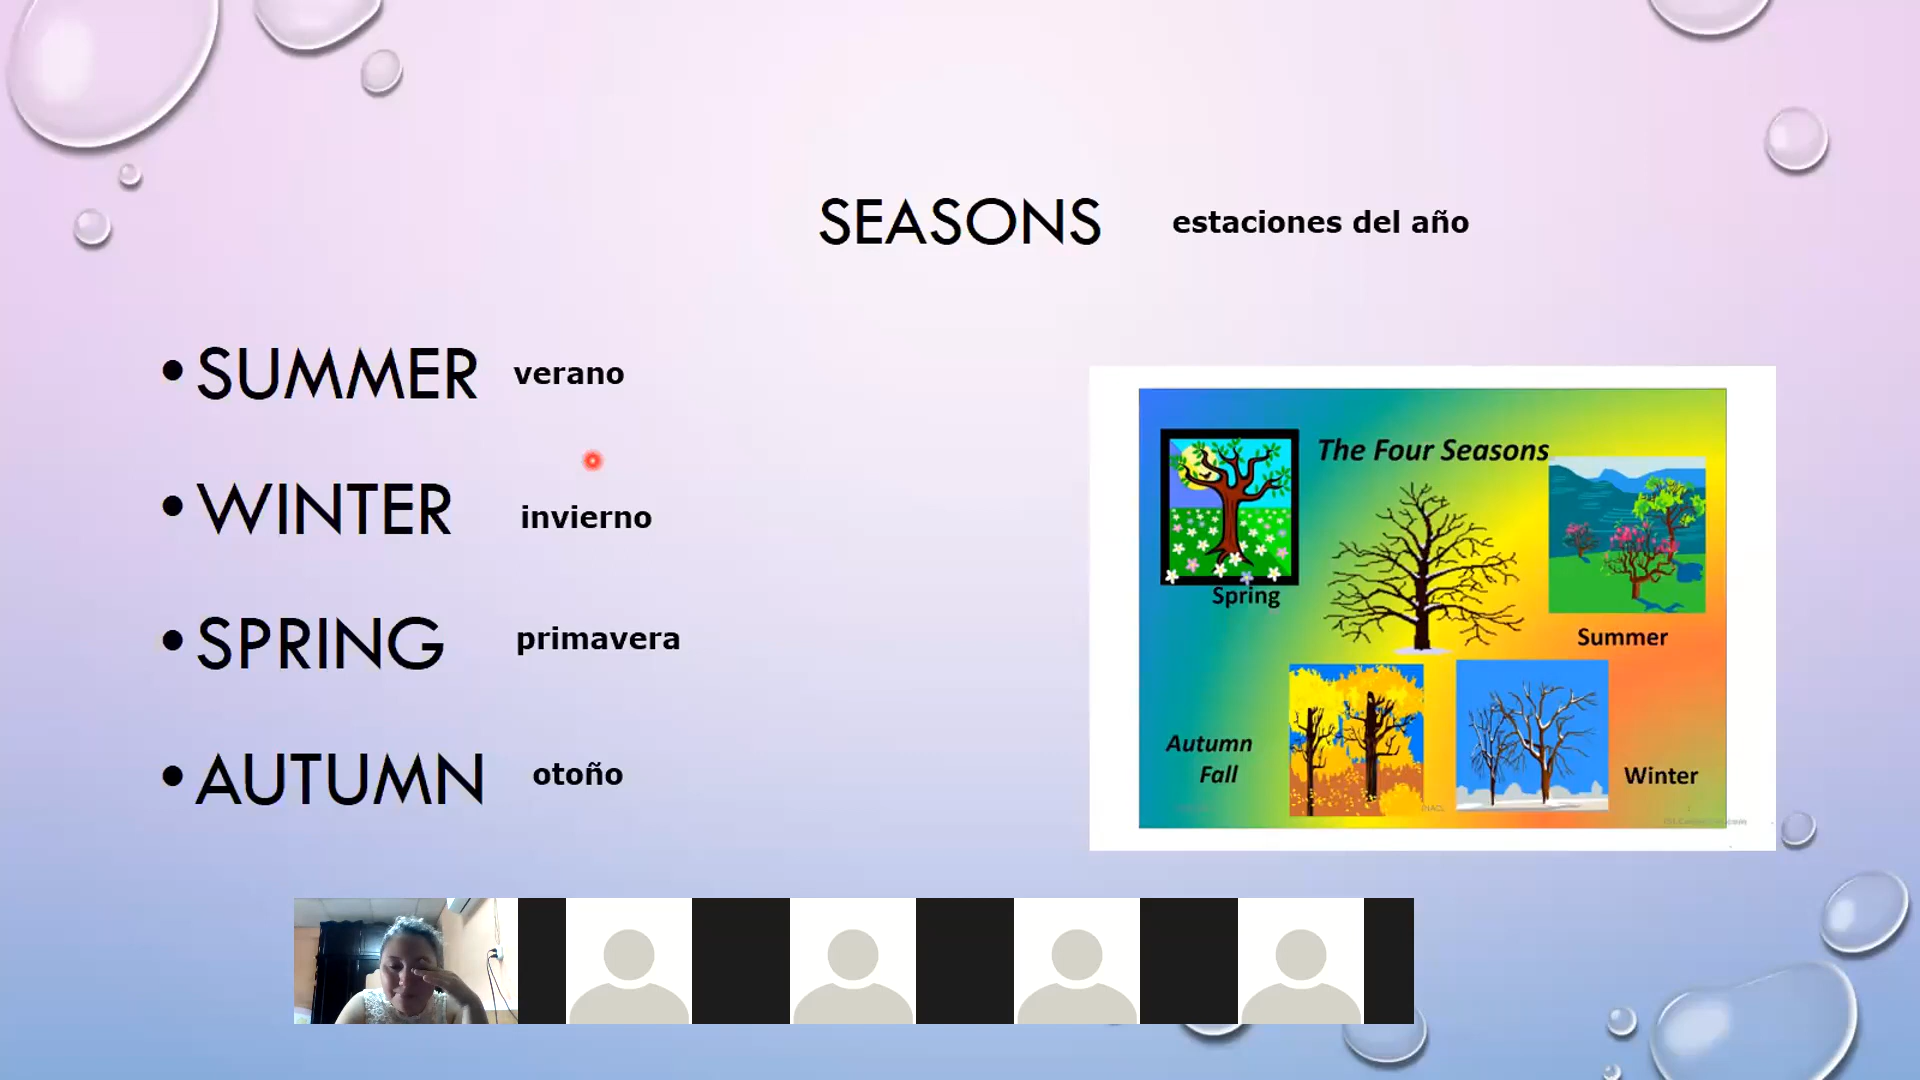 SEASONS estaciones del año
• SUMMER verano
• WINTER invierno
• SPRING primavera
• AUTUMN otoño
The Four Seasons
Spring
Summer
Autumn
Fall
Winter